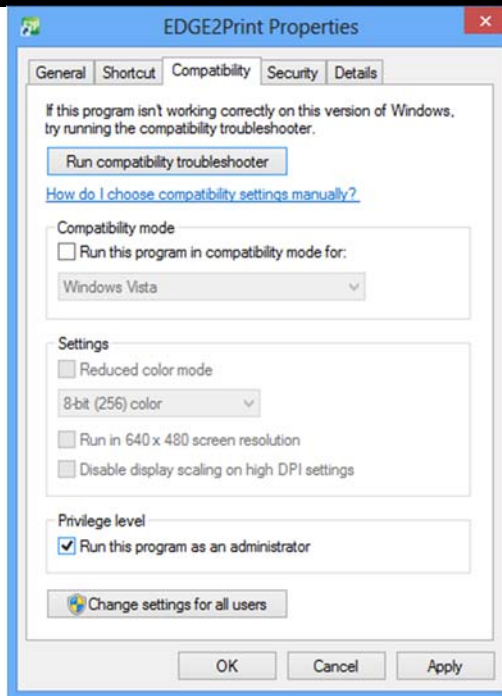 EDGE2Print Properties
General Shortcut Compatibility Security Details
If this program isn't working correctly on this version of Windows,
try running the compatibility troubleshooter.
Run compatibility troubleshooter
How do I choose compatibility settings manually?
Compatibility mode
Run this program in compatibility mode for:
Windows Vista
Settings
Reduced color mode
8-bit (256) color
Run in 640 x 480 screen resolution
Disable display scaling on high DPI settings
Privilege level
Run this program as an administrator
Change settings for all users
OK Cancel Apply